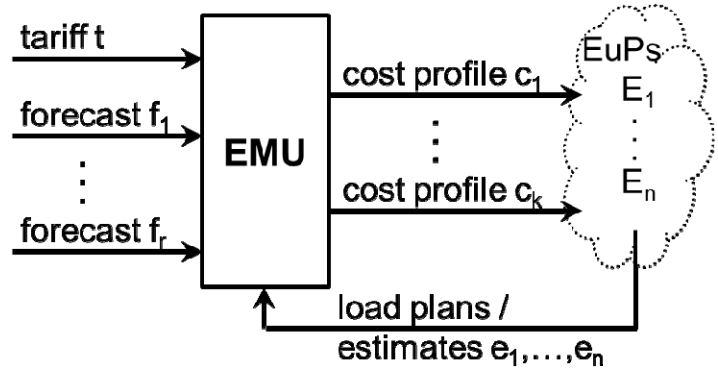 tariff t
forecast f₁
⋮
forecast fᵣ
EMU
cost profile c₁
⋮
cost profile cₖ
EuPs
E₁
⋮
Eₙ
load plans /
estimates e₁,…,eₙ